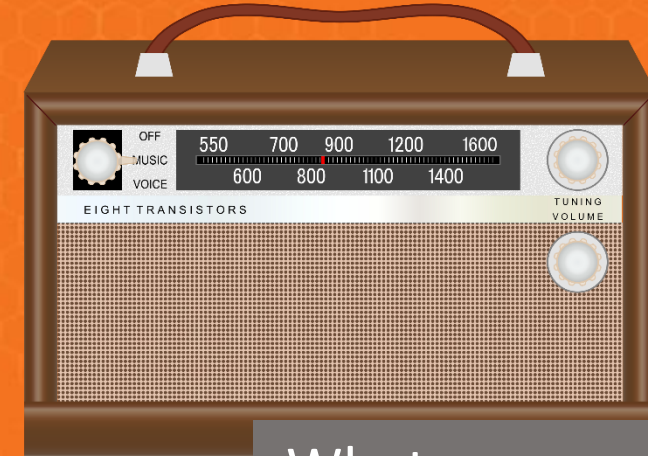 OFF
MUSIC
VOICE
550 700 900 1200 1600
600 800 1100 1400
EIGHT TRANSISTORS
TUNING
VOLUME